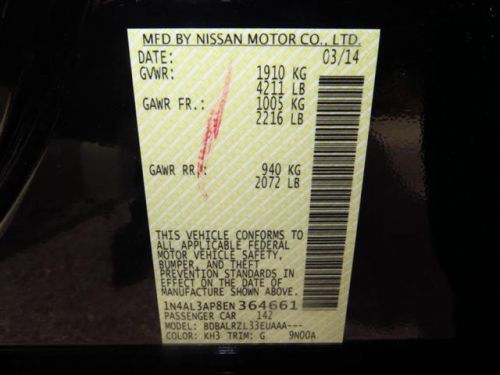 MFD BY NISSAN MOTOR CO., LTD.
DATE: 03/14
GVWR: 1910 KG
4211 LB
GAWR FR.: 1005 KG
2216 LB
GAWR RR.: 940 KG
2072 LB
THIS VEHICLE CONFORMS TO
ALL APPLICABLE FEDERAL
MOTOR VEHICLE SAFETY,
BUMPER, AND THEFT
PREVENTION STANDARDS IN
EFFECT ON THE DATE OF
MANUFACTURE SHOWN ABOVE.
1N4AL3AP8EN364661
PASSENGER CAR 142
MODEL: BDBALRZL33EUAAA---
COLOR: KH3 TRIM: G 9N00A